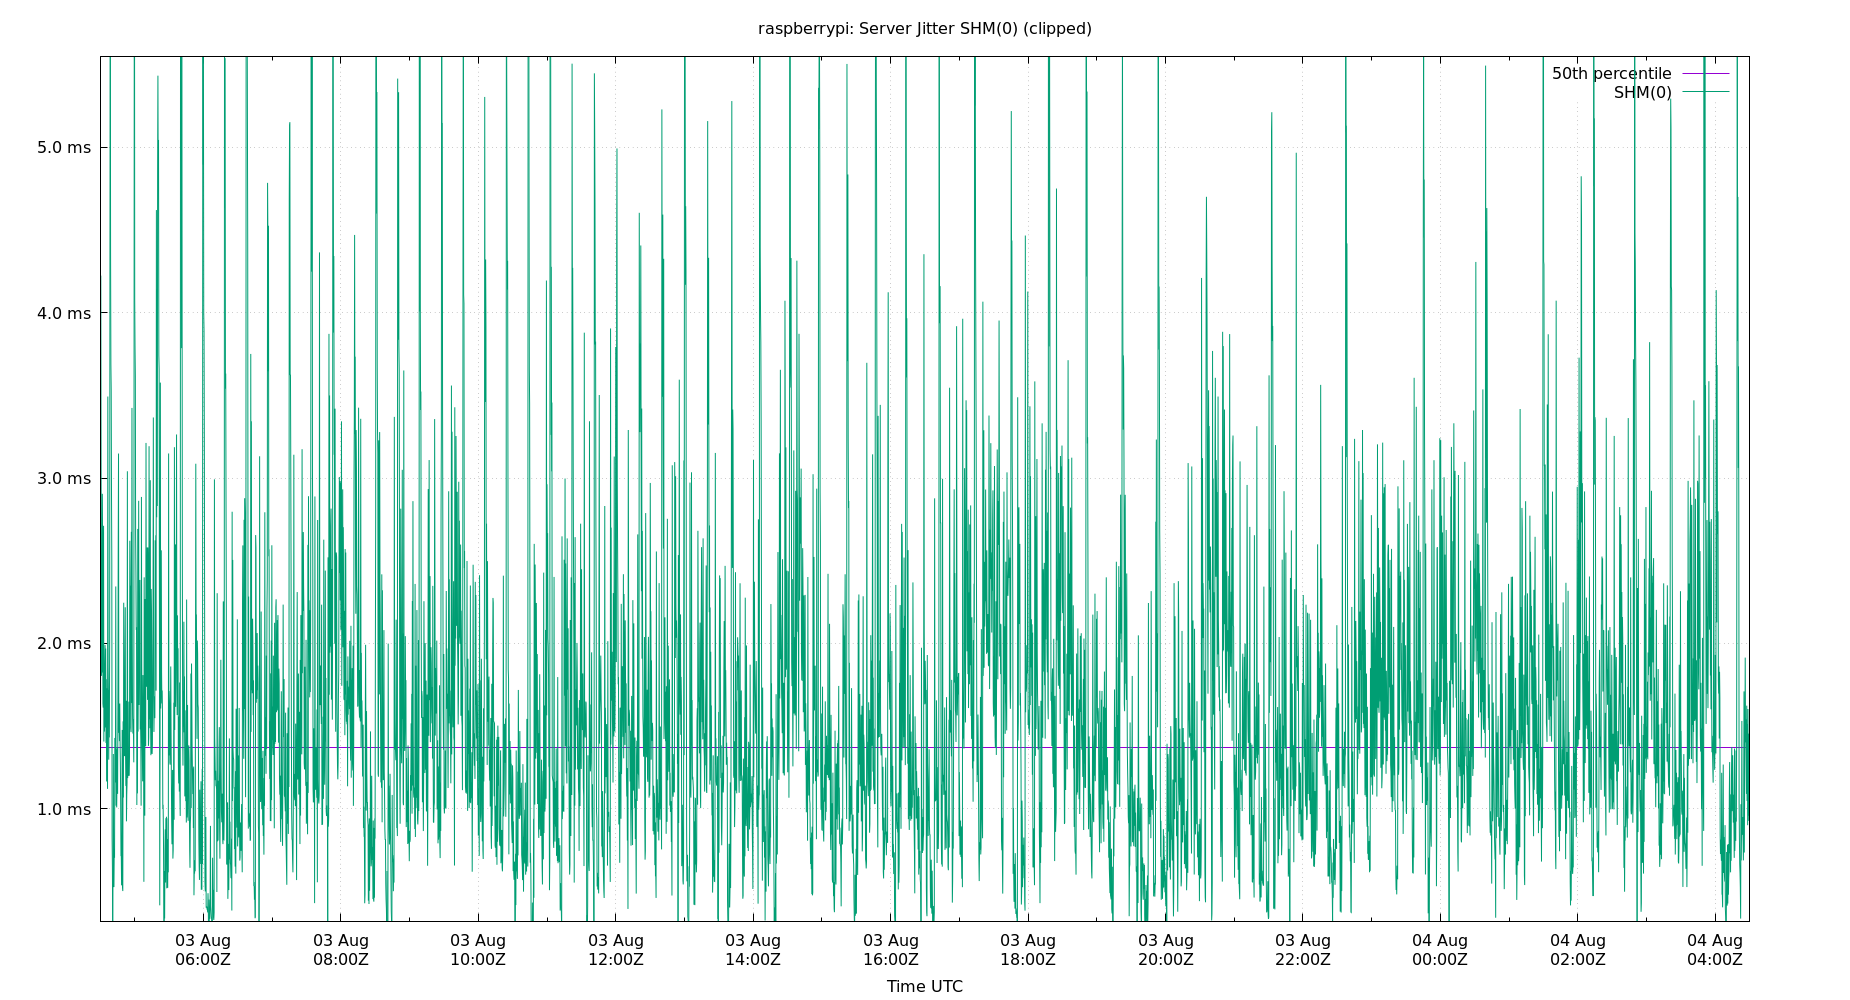 raspberrypi: Server Jitter SHM(0) (clipped)
50th percentile
SHM(0)
5.0 ms
4.0 ms
3.0 ms
2.0 ms
1.0 ms
03 Aug 03 Aug 03 Aug 03 Aug 03 Aug 03 Aug 03 Aug 03 Aug 03 Aug 04 Aug 04 Aug 04 Aug
06:00Z 08:00Z 10:00Z 12:00Z 14:00Z 16:00Z 18:00Z 20:00Z 22:00Z 00:00Z 02:00Z 04:00Z
Time UTC